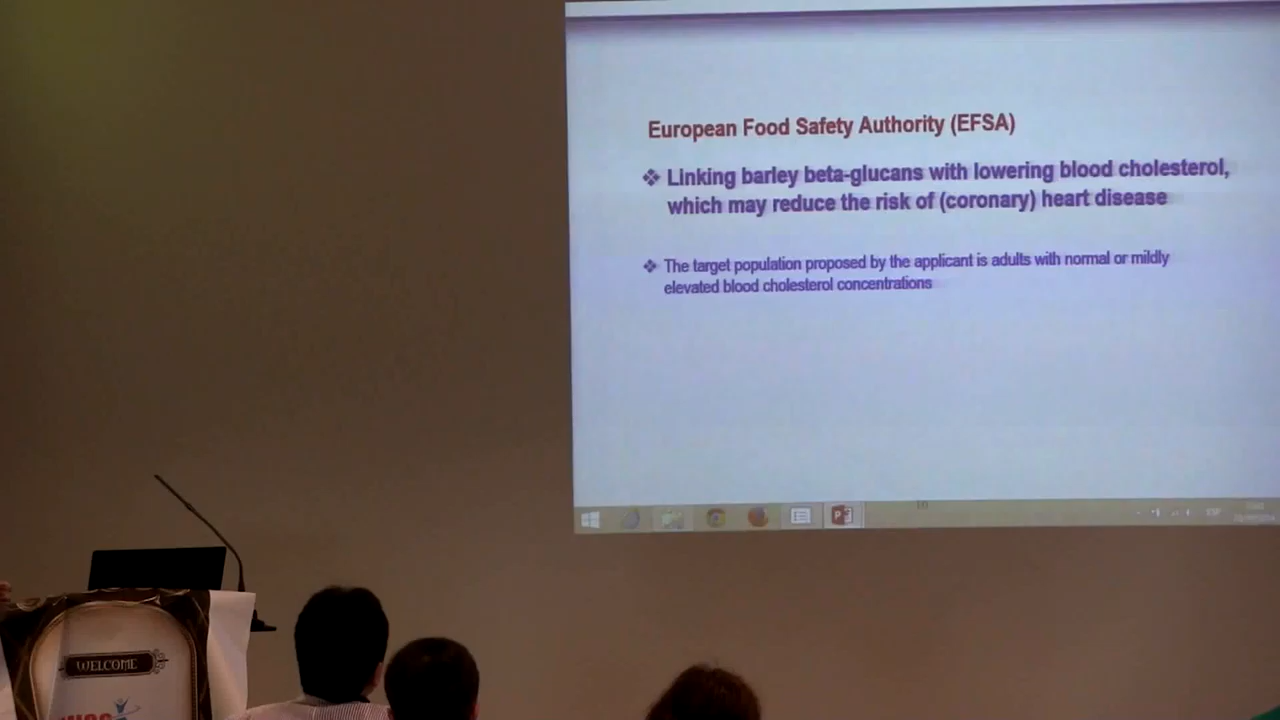 European Food Safety Authority (EFSA)
❖ Linking barley beta-glucans with lowering blood cholesterol,
which may reduce the risk of (coronary) heart disease
❖ The target population proposed by the applicant is adults with normal or mildly
elevated blood cholesterol concentrations
ESP
WELCOME